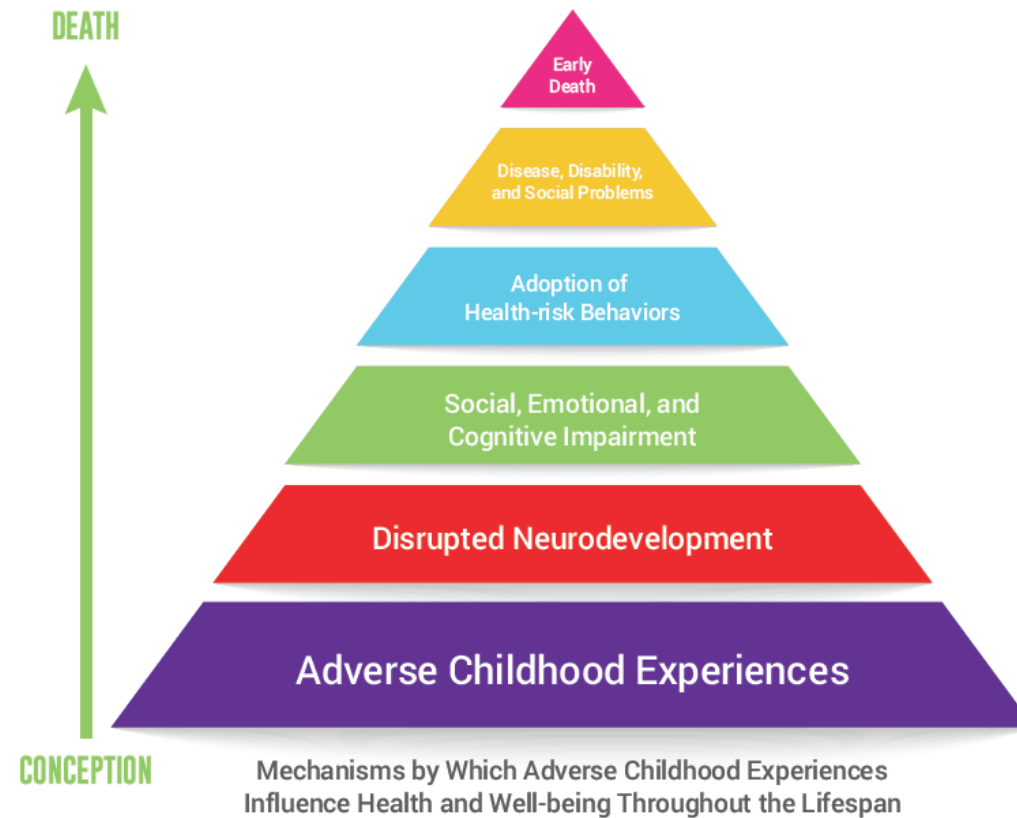 DEATH
Early
Death
Disease, Disability,
and Social Problems
Adoption of
Health-risk Behaviors
Social, Emotional, and
Cognitive Impairment
Disrupted Neurodevelopment
Adverse Childhood Experiences
CONCEPTION
Mechanisms by Which Adverse Childhood Experiences
Influence Health and Well-being Throughout the Lifespan